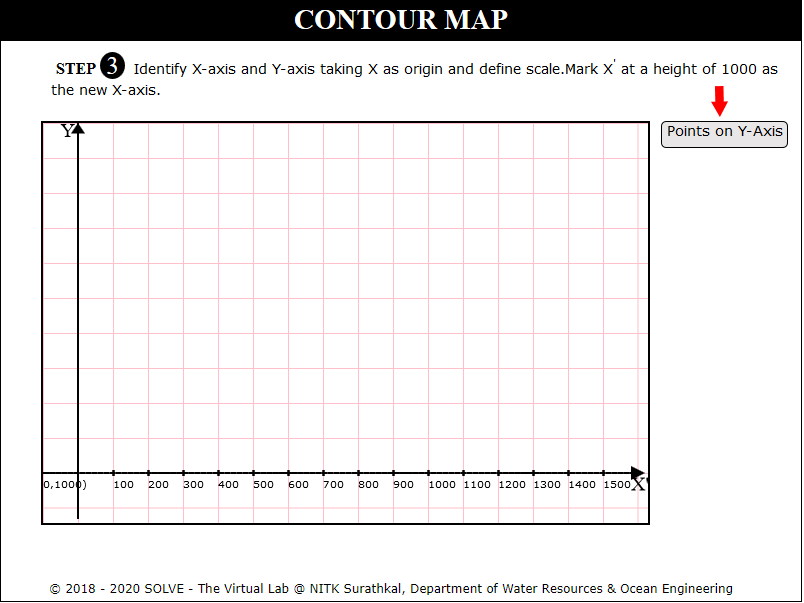 CONTOUR MAP
STEP 3 Identify X-axis and Y-axis taking X as origin and define scale.Mark X' at a height of 1000 as
the new X-axis.
Points on Y-Axis
Y
0,1000) 100 200 300 400 500 600 700 800 900 1000 1100 1200 1300 1400 1500 X'
© 2018 - 2020 SOLVE - The Virtual Lab @ NITK Surathkal, Department of Water Resources & Ocean Engineering